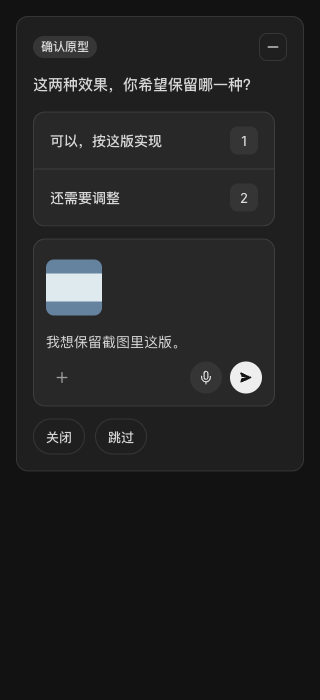 确认原型
这两种效果，你希望保留哪一种？
可以，按这版实现
1
还需要调整
2
我想保留截图里这版。
关闭
跳过